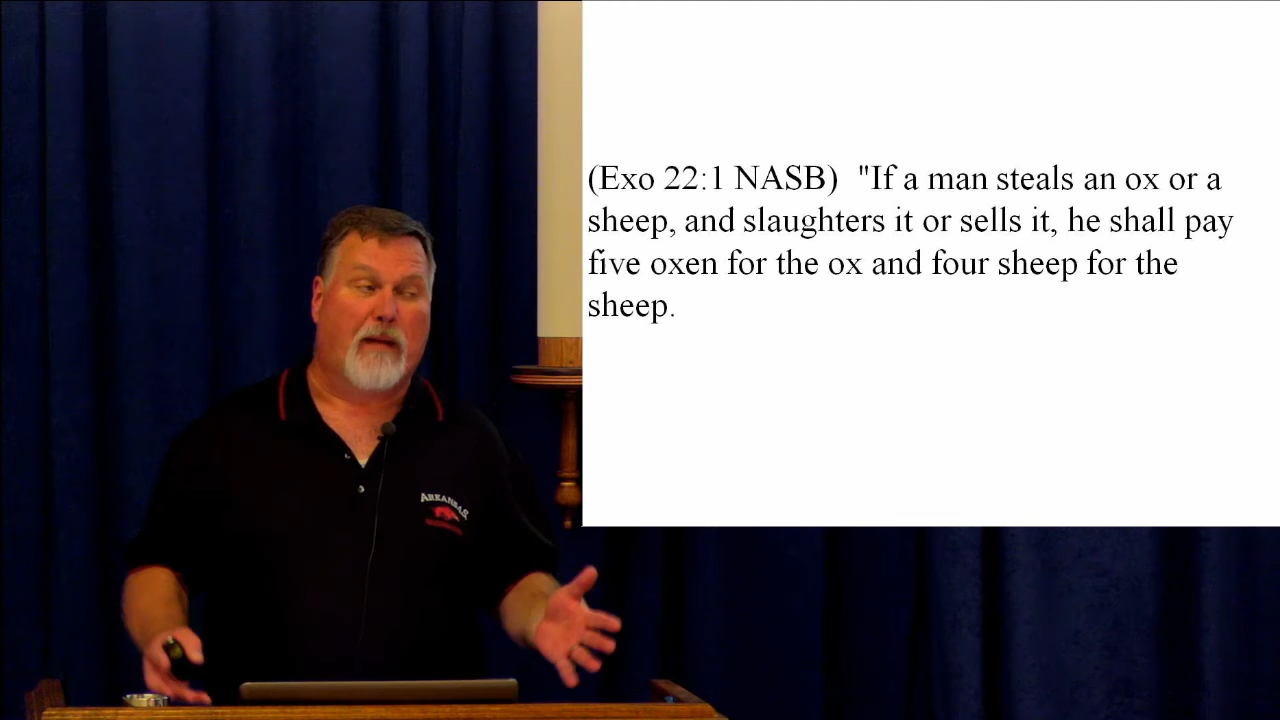 (Exo 22:1 NASB)  "If a man steals an ox or a
sheep, and slaughters it or sells it, he shall pay
five oxen for the ox and four sheep for the
sheep.
ARKANSAS